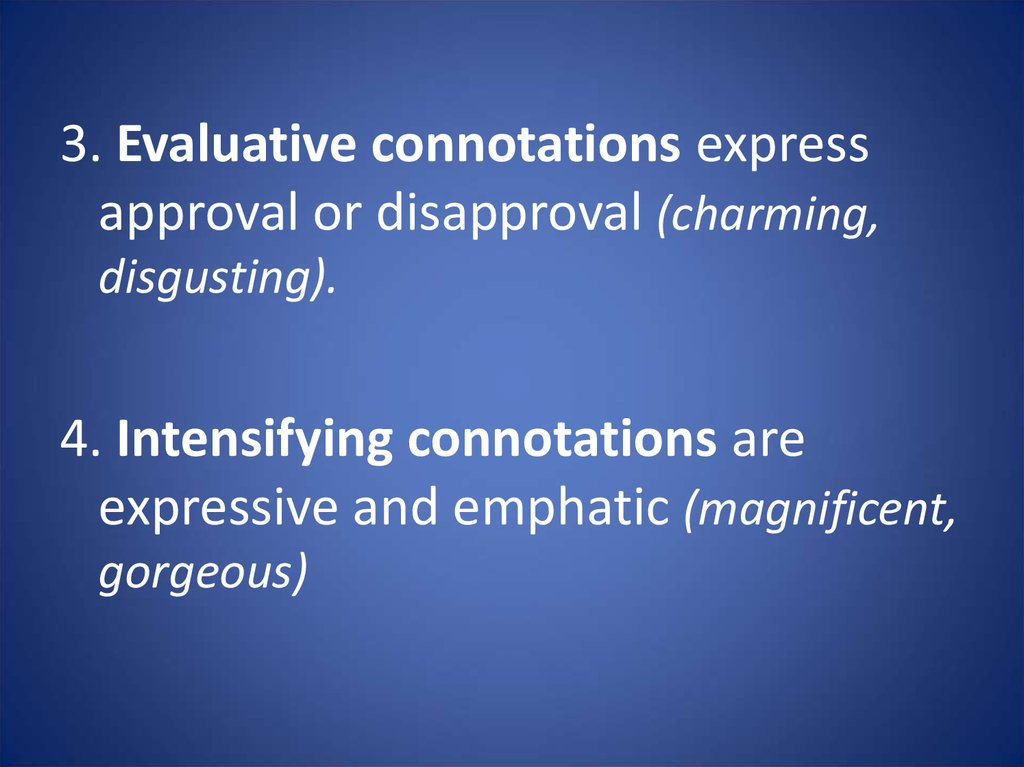 3. Evaluative connotations express
approval or disapproval (charming,
disgusting).
4. Intensifying connotations are
expressive and emphatic (magnificent,
gorgeous)